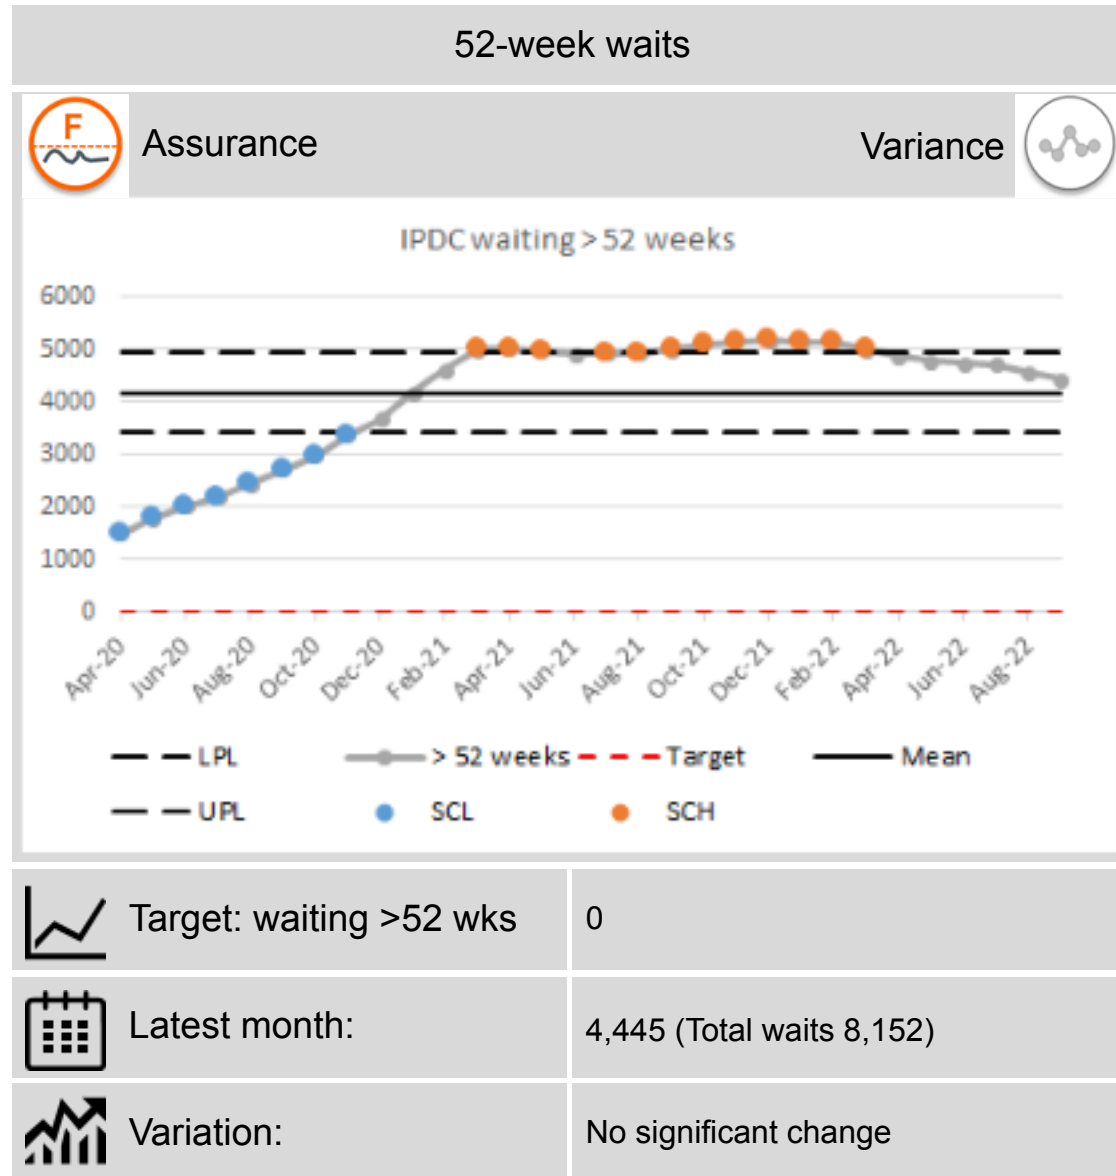 52-week waits
F
Assurance
Variance
IPDC waiting > 52 weeks
6000
5000
4000
3000
2000
1000
0
Apr-20 Jun-20 Aug-20 Oct-20 Dec-20 Feb-21 Apr-21 Jun-21 Aug-21 Oct-21 Dec-21 Feb-22 Apr-22 Jun-22 Aug-22
LPL > 52 weeks Target Mean
UPL SCL SCH
Target: waiting >52 wks 0
Latest month: 4,445 (Total waits 8,152)
Variation: No significant change